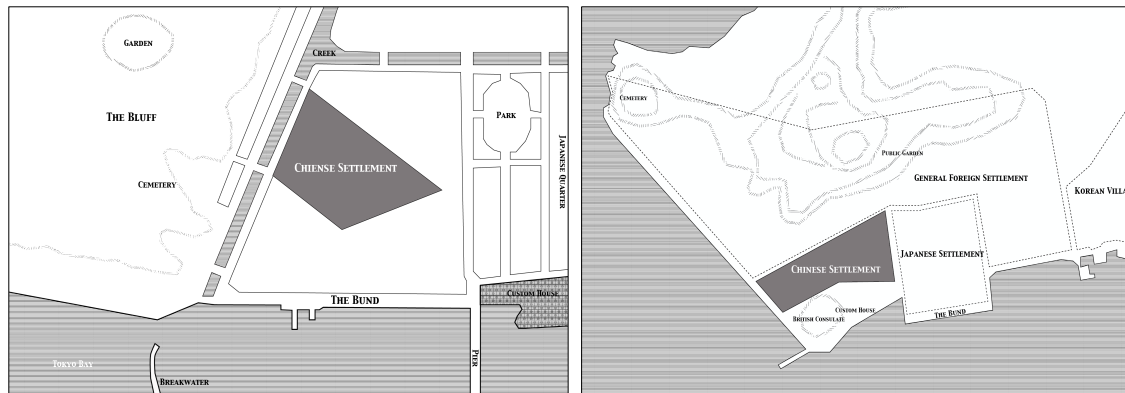 Garden
Creek
The Bluff
Park
Chiense Settlement
Japanese Quarter
Cemetery
Custom House
The Bund
Pier
Tokyo Bay
Breakwater
Cemetery
Public Garden
General Foreign Settlement
Korean Villa
Japanese Settlement
Chinese Settlement
Custom House
British Consulate
The Bund